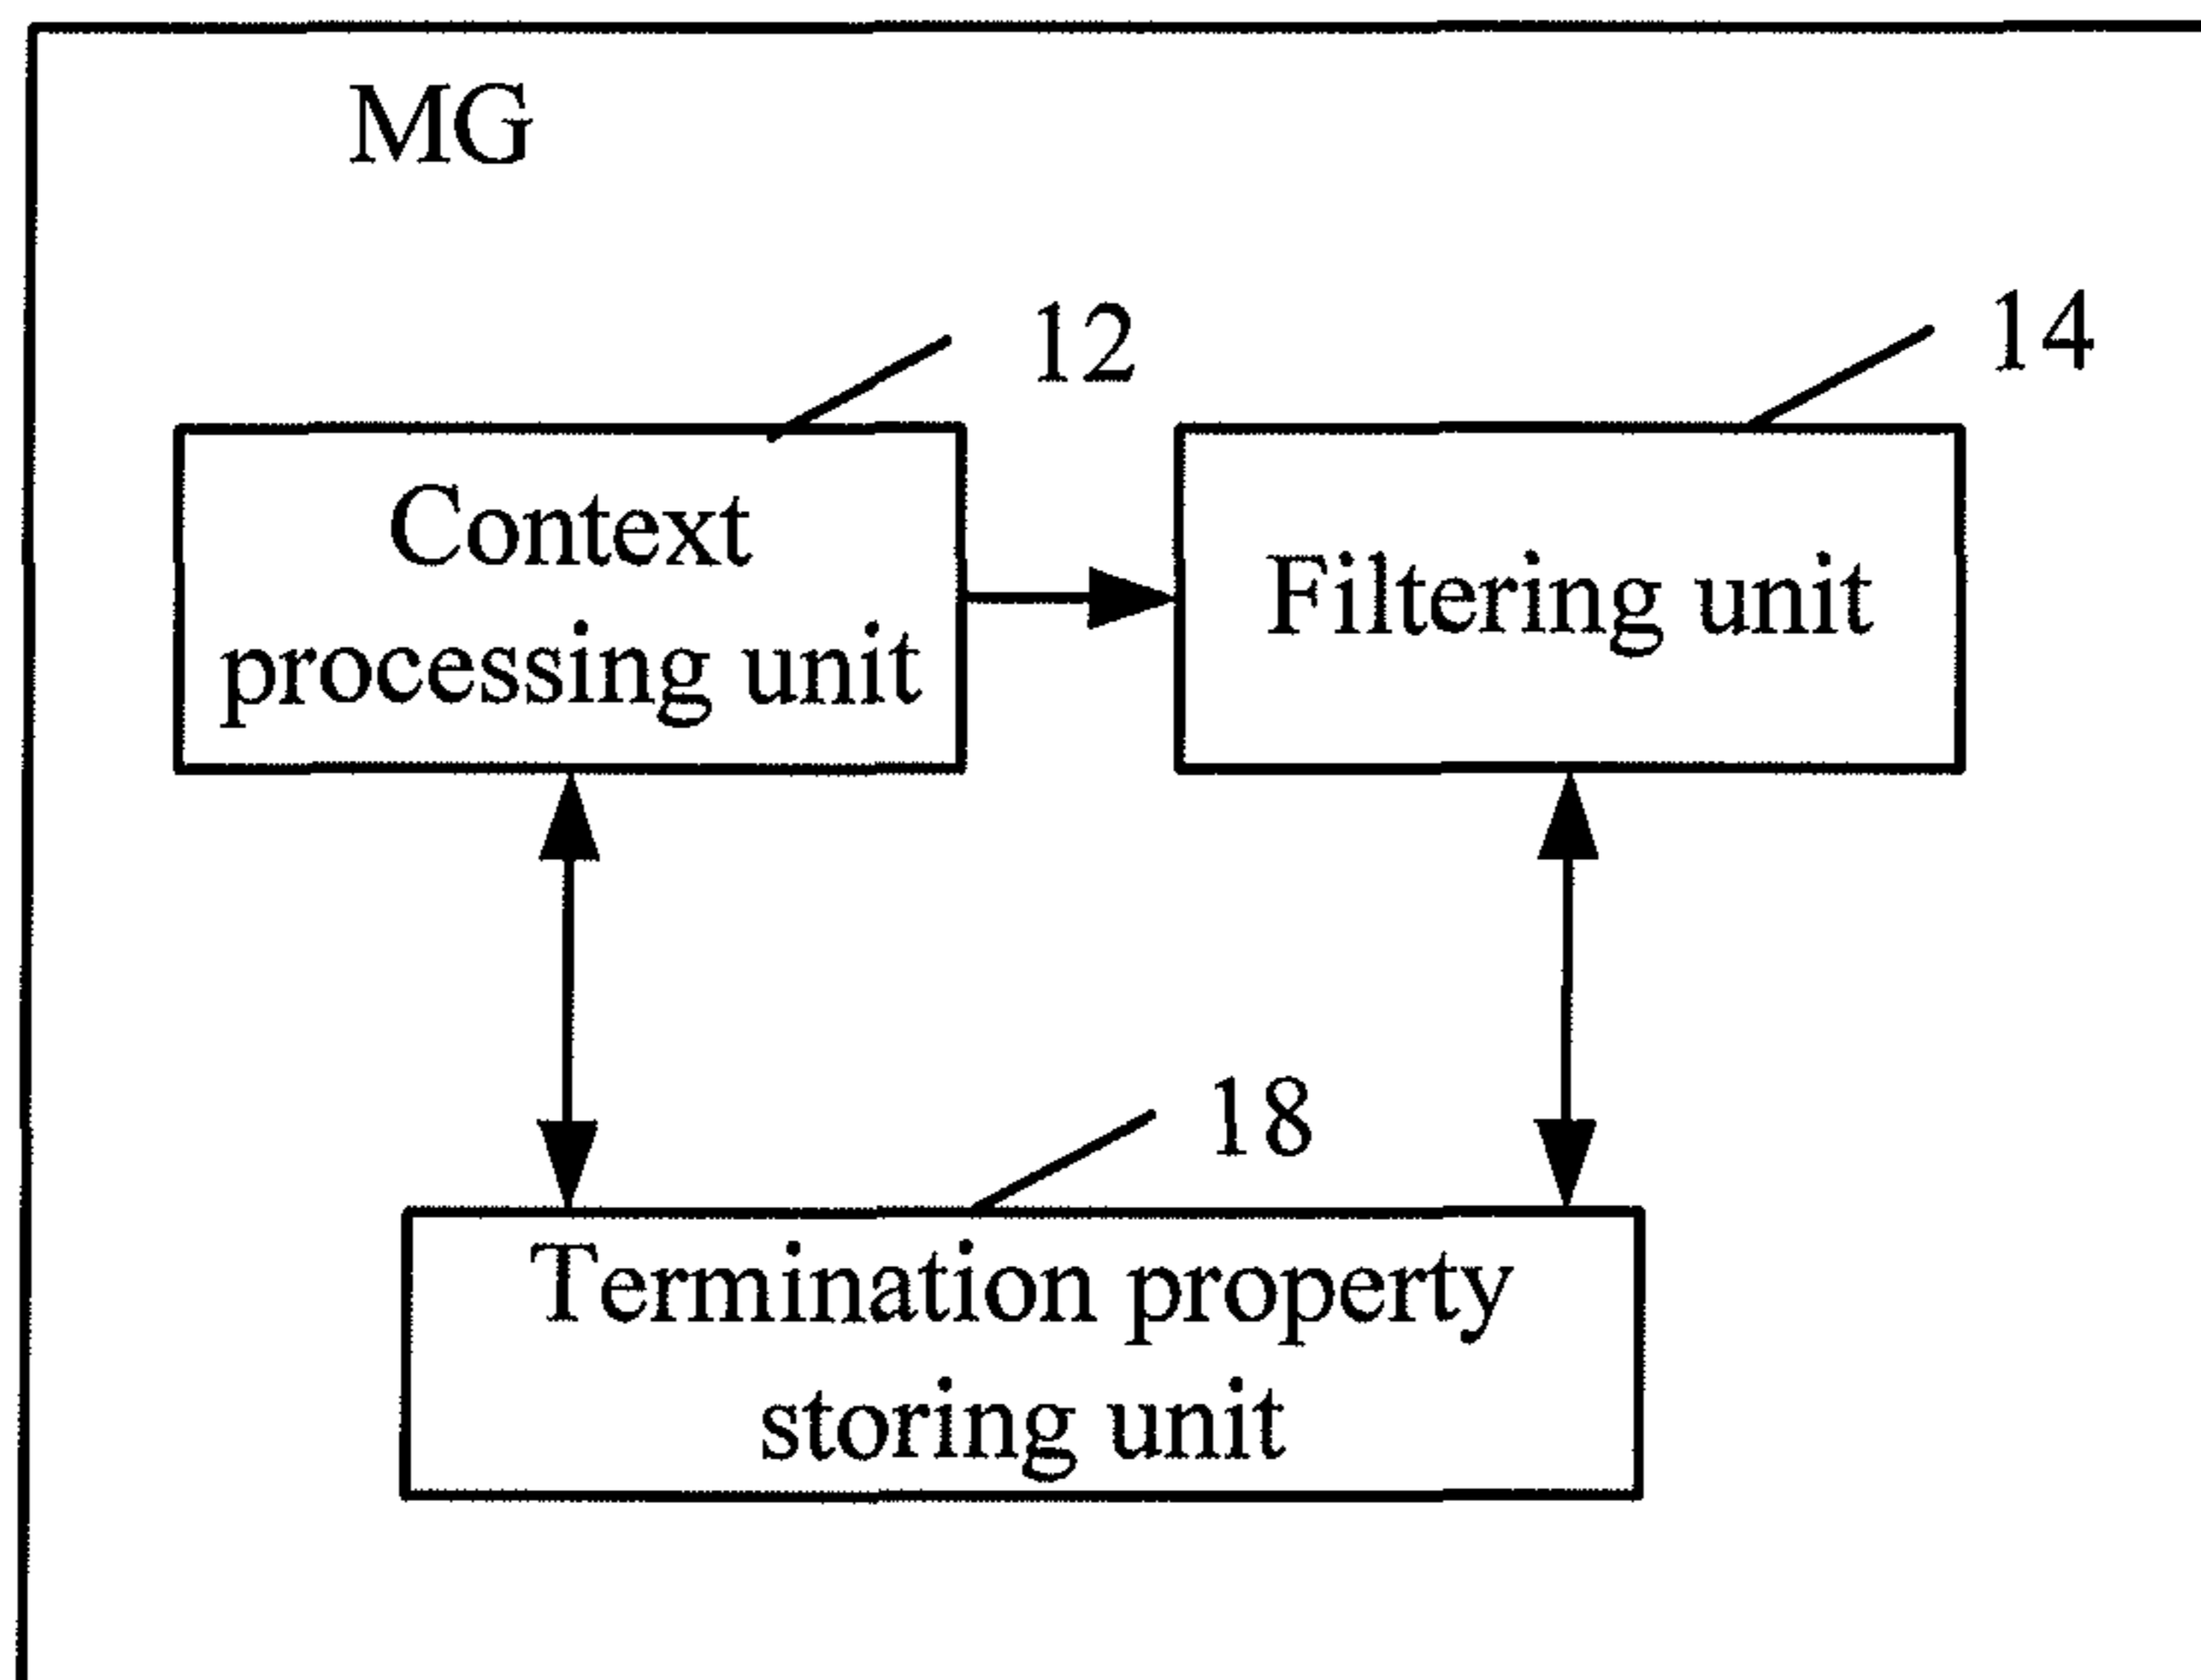 MG
12
14
Context
processing unit
Filtering unit
18
Termination property
storing unit